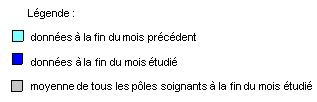 Légende :
données à la fin du mois précédent
données à la fin du mois étudié
moyenne de tous les pôles soignants à la fin du mois étudié